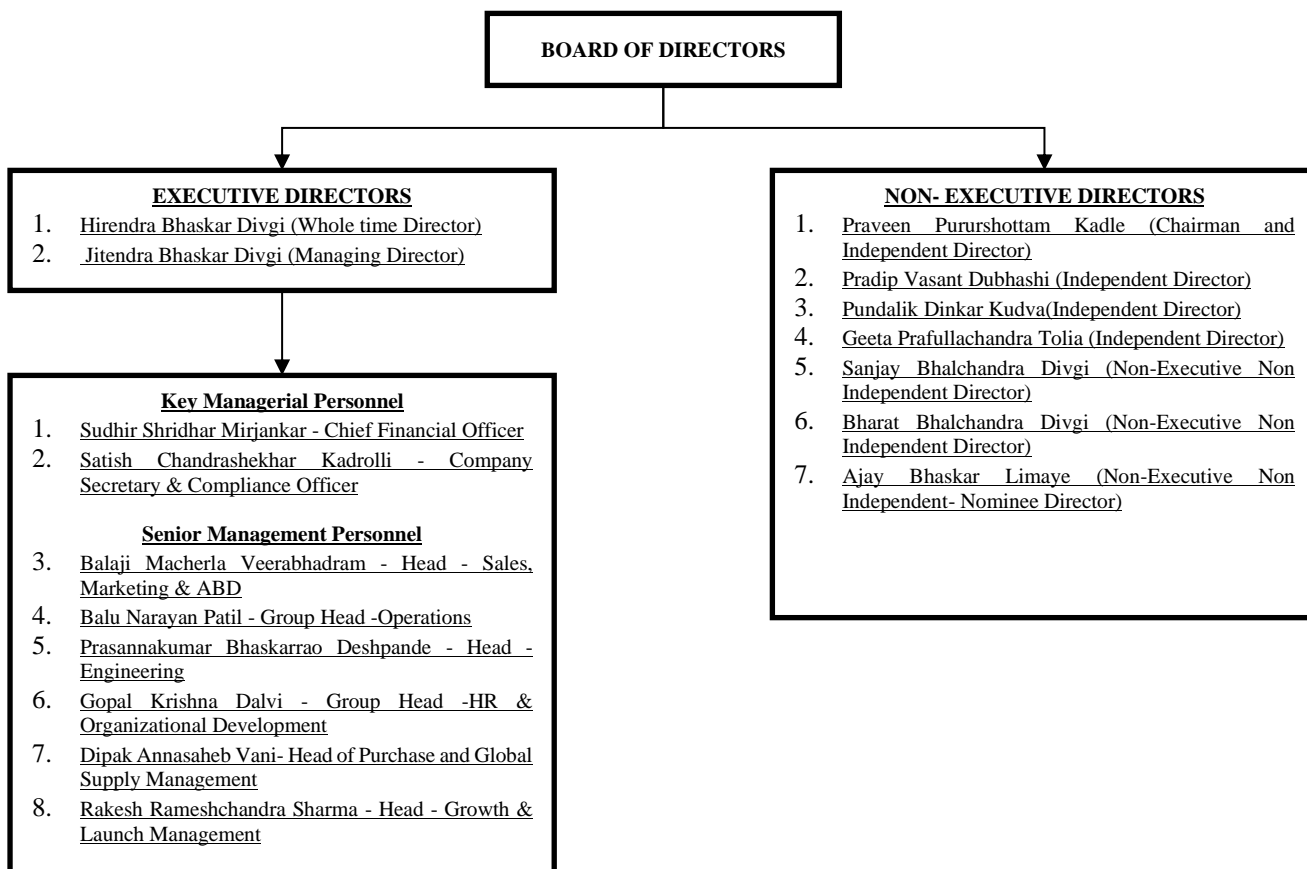 BOARD OF DIRECTORS
EXECUTIVE DIRECTORS
1. Hirendra Bhaskar Divgi (Whole time Director)
2. Jitendra Bhaskar Divgi (Managing Director)
Key Managerial Personnel
1. Sudhir Shridhar Mirjankar - Chief Financial Officer
2. Satish Chandrashekhar Kadrolli - Company
Secretary & Compliance Officer
Senior Management Personnel
3. Balaji Macherla Veerabhadram - Head - Sales,
Marketing & ABD
4. Balu Narayan Patil - Group Head -Operations
5. Prasannakumar Bhaskarrao Deshpande - Head -
Engineering
6. Gopal Krishna Dalvi - Group Head -HR &
Organizational Development
7. Dipak Annasaheb Vani- Head of Purchase and Global
Supply Management
8. Rakesh Rameshchandra Sharma - Head - Growth &
Launch Management
NON- EXECUTIVE DIRECTORS
1. Praveen Pururshottam Kadle (Chairman and
Independent Director)
2. Pradip Vasant Dubhashi (Independent Director)
3. Pundalik Dinkar Kudva(Independent Director)
4. Geeta Prafullachandra Tolia (Independent Director)
5. Sanjay Bhalchandra Divgi (Non-Executive Non
Independent Director)
6. Bharat Bhalchandra Divgi (Non-Executive Non
Independent Director)
7. Ajay Bhaskar Limaye (Non-Executive Non
Independent- Nominee Director)